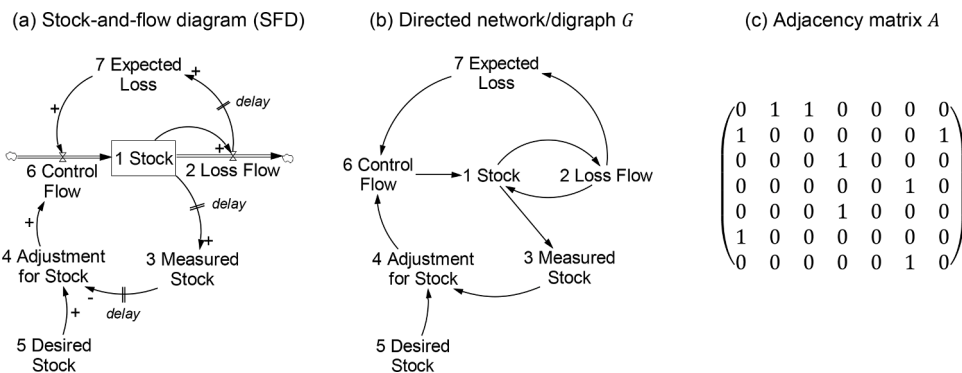 (a) Stock-and-flow diagram (SFD)
7 Expected
Loss
+
+
delay
+
1 Stock
2 Loss Flow
6 Control
Flow
delay
+
+
4 Adjustment
for Stock
3 Measured
Stock
-
+
delay
5 Desired
Stock
(b) Directed network/digraph G
7 Expected
Loss
6 Control
Flow
1 Stock
2 Loss Flow
4 Adjustment
for Stock
3 Measured
Stock
5 Desired
Stock
(c) Adjacency matrix A
0 1 1 0 0 0 0
1 0 0 0 0 0 1
0 0 0 1 0 0 0
0 0 0 0 0 1 0
0 0 0 1 0 0 0
1 0 0 0 0 0 0
0 0 0 0 0 1 0